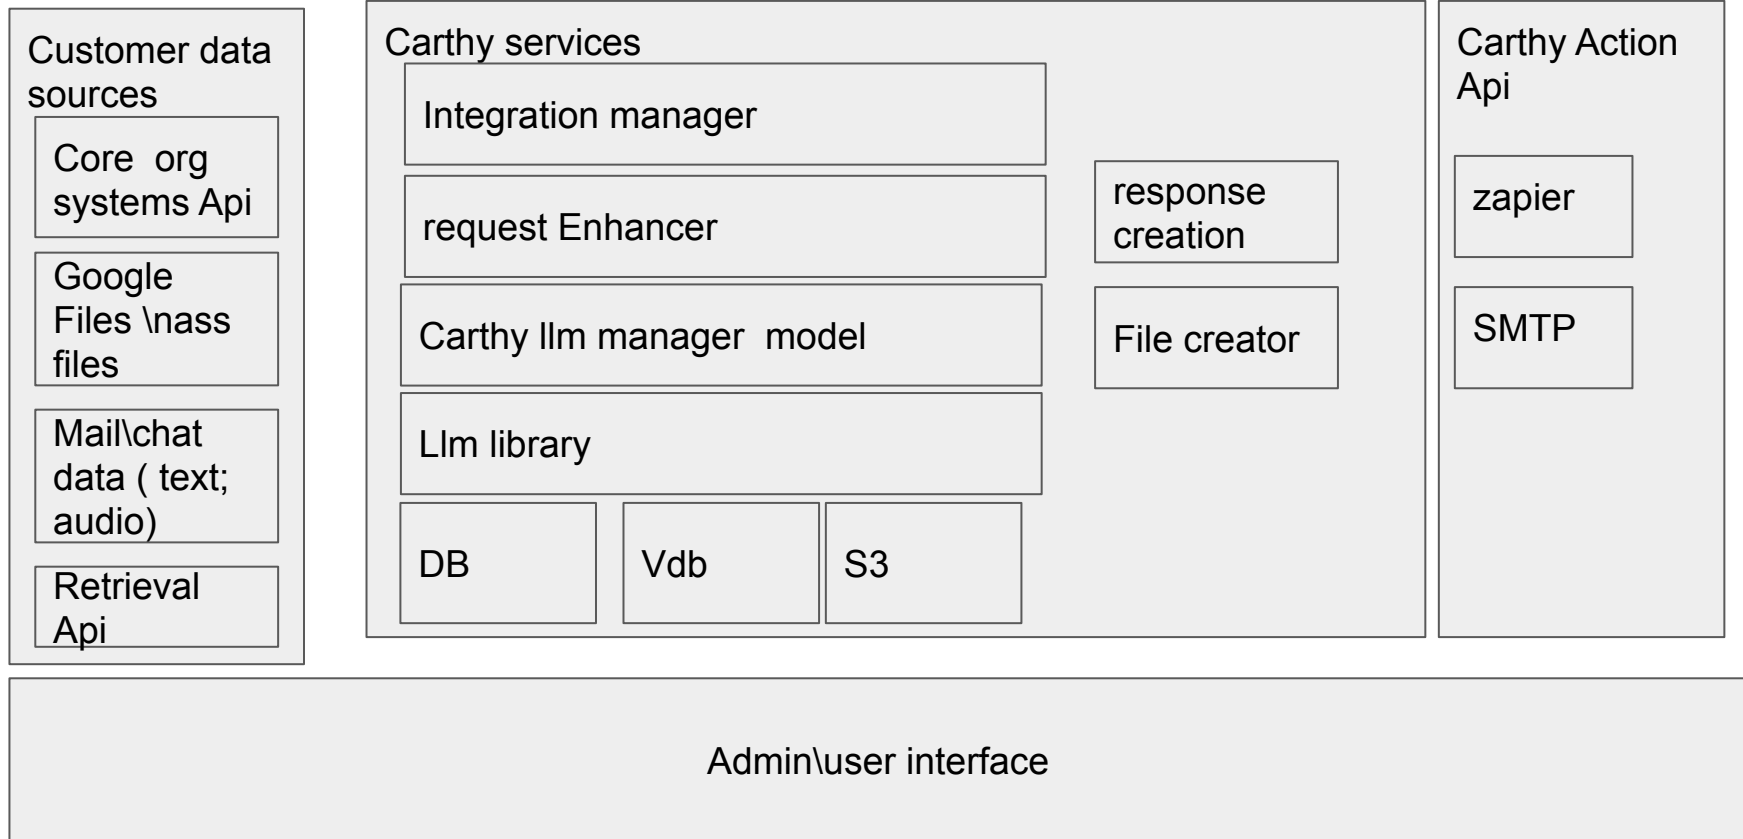 Customer data
sources
Core org
systems Api
Google
Files \nass
files
Mail\chat
data ( text;
audio)
Retrieval
Api
Carthy services
Integration manager
request Enhancer
Carthy llm manager model
Llm library
DB
Vdb
S3
response
creation
File creator
Carthy Action
Api
zapier
SMTP
Admin\user interface